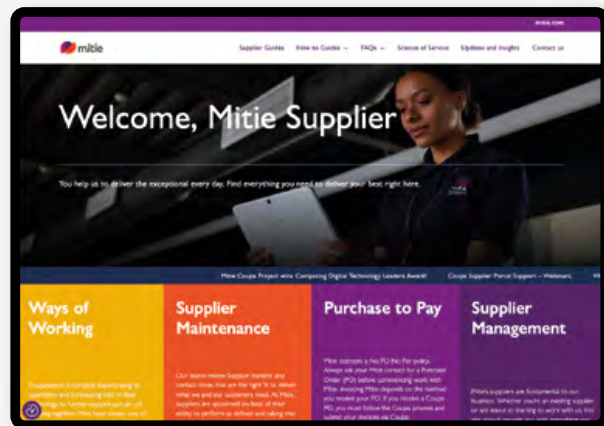 mitie.com
mitie
Supplier Guides How to Guides FAQs Science of Service Updates and Insights Contact us
Welcome, Mitie Supplier
You help us to deliver the exceptional every day. Find everything you need to deliver your best right here.
Mitie Coupa Project wins Computing Digital Technology Leaders Award! Coupa Supplier Portal Support – Webinars
Ways of
Working
Supplier
Maintenance
Our teams review Supplier markets and
contact those that are the right fit to deliver
what we and our customers need. At Mitie,
suppliers are appointed on basis of their
ability to perform as defined and taking into
Purchase to Pay
Mitie operates a No PO No Pay policy.
Always ask your Mitie contact for a Purchase
Order (PO) before commencing work with
Mitie. Invoicing Mitie depends on the method
you receive your PO. If you receive a Coupa
PO, you must follow the Coupa process and
submit your invoices via Coupa.
Supplier
Management
Mitie's suppliers are fundamental to our
business. Whether you're an existing supplier
or are about to starting to work with us, this